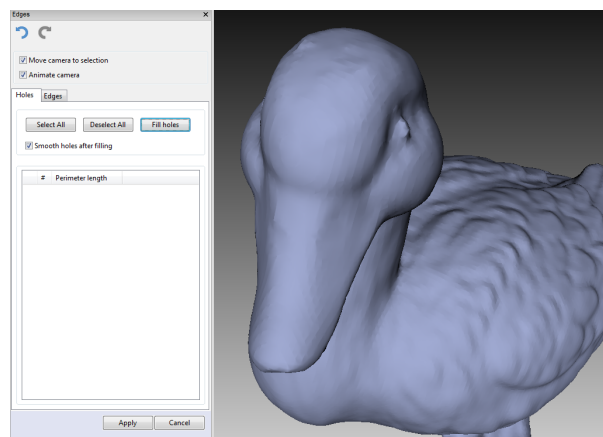 Edges
Move camera to selection
Animate camera
Holes Edges
Select All Deselect All Fill holes
Smooth holes after filling
# Perimeter length
Apply Cancel